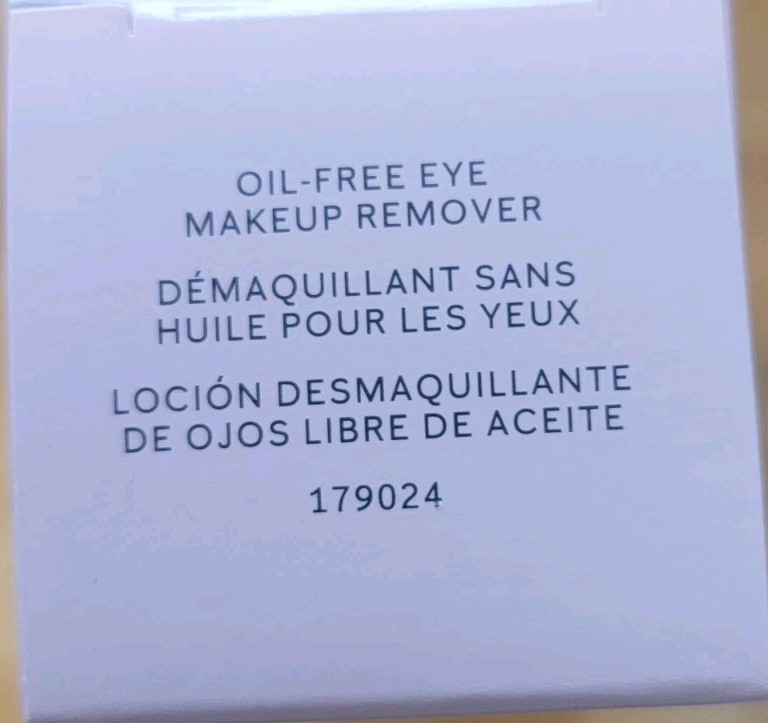 OIL-FREE EYE
MAKEUP REMOVER
DÉMAQUILLANT SANS
HUILE POUR LES YEUX
LOCIÓN DESMAQUILLANTE
DE OJOS LIBRE DE ACEITE
179024